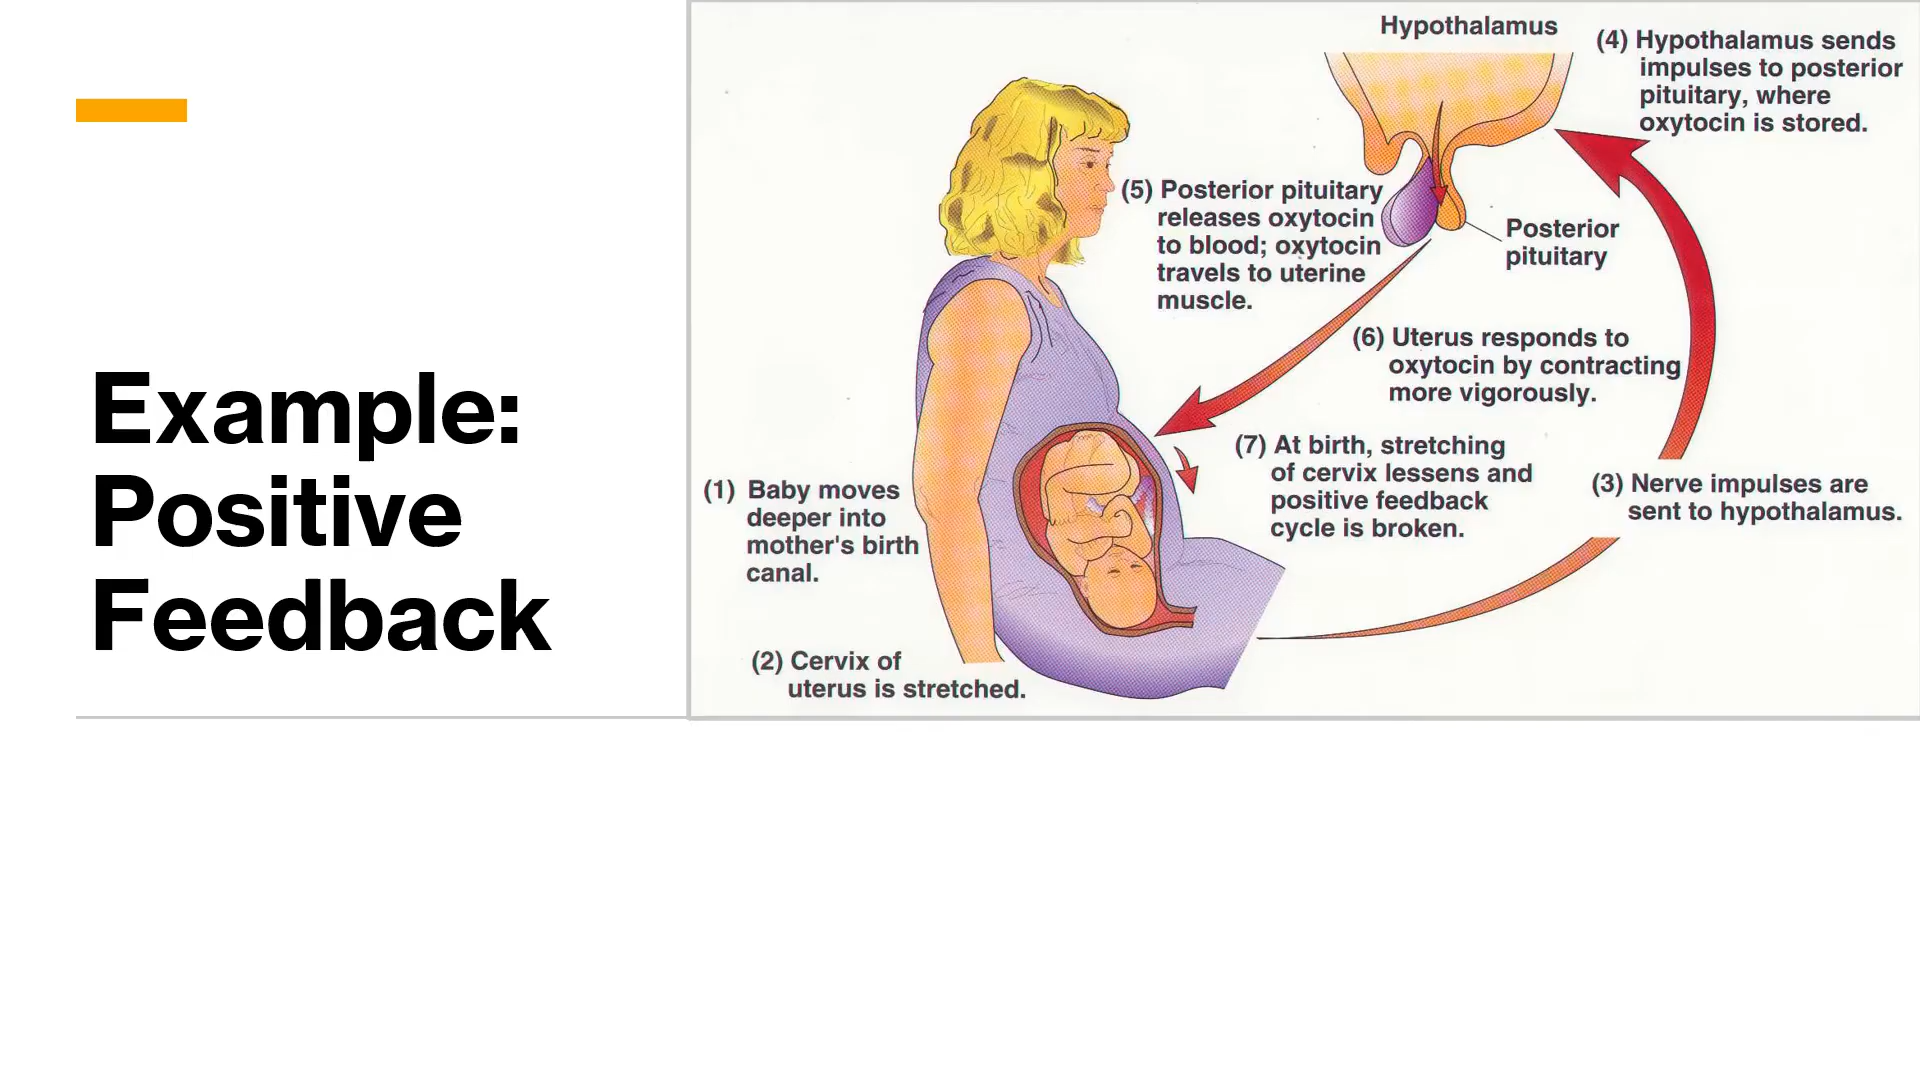 Example:
Positive
Feedback
Hypothalamus
(4) Hypothalamus sends
impulses to posterior
pituitary, where
oxytocin is stored.
(5) Posterior pituitary
releases oxytocin
to blood; oxytocin
travels to uterine
muscle.
Posterior
pituitary
(6) Uterus responds to
oxytocin by contracting
more vigorously.
(7) At birth, stretching
of cervix lessens and
positive feedback
cycle is broken.
(3) Nerve impulses are
sent to hypothalamus.
(1) Baby moves
deeper into
mother's birth
canal.
(2) Cervix of
uterus is stretched.